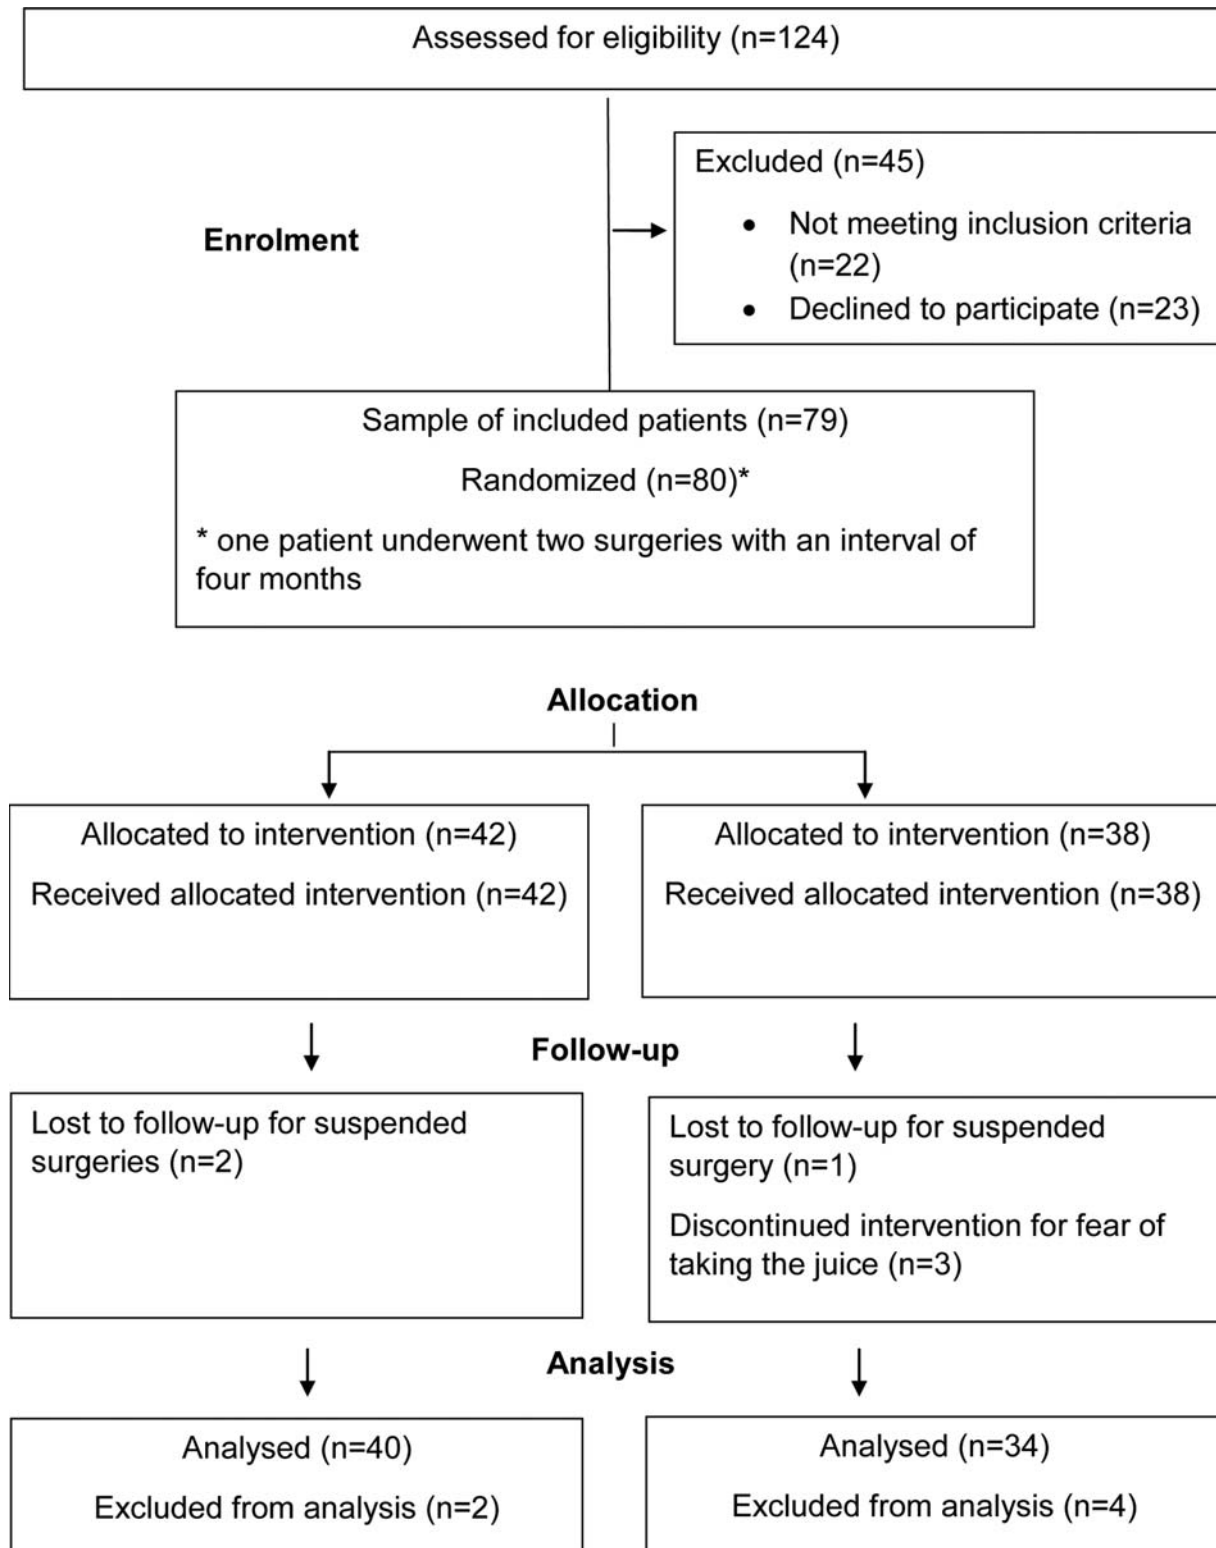 Assessed for eligibility (n=124)
Excluded (n=45)
• Not meeting inclusion criteria
(n=22)
• Declined to participate (n=23)
Enrolment
Sample of included patients (n=79)
Randomized (n=80)*
* one patient underwent two surgeries with an interval of
four months
Allocation
Allocated to intervention (n=42)
Received allocated intervention (n=42)
Allocated to intervention (n=38)
Received allocated intervention (n=38)
Follow-up
Lost to follow-up for suspended
surgeries (n=2)
Lost to follow-up for suspended
surgery (n=1)
Discontinued intervention for fear of
taking the juice (n=3)
Analysis
Analysed (n=40)
Excluded from analysis (n=2)
Analysed (n=34)
Excluded from analysis (n=4)